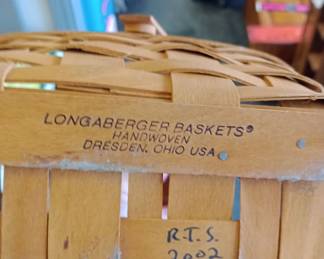 LONGABERGER BASKETS®
HANDWOVEN
DRESDEN, OHIO USA
R.T.S.
2002